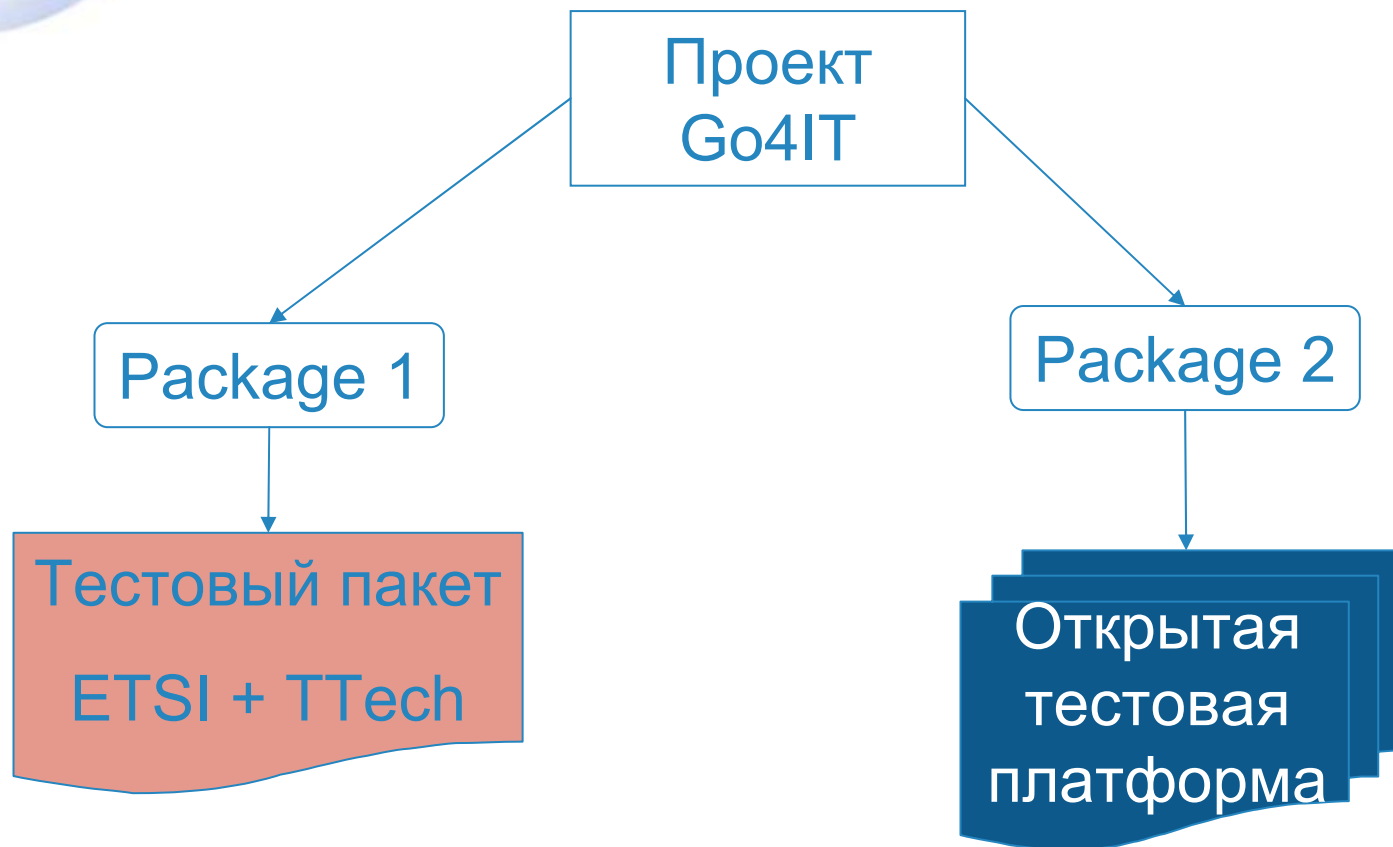 Проект
Go4IT
Package 1
Package 2
Тестовый пакет
ETSI + TTech
Открытая
тестовая
платформа